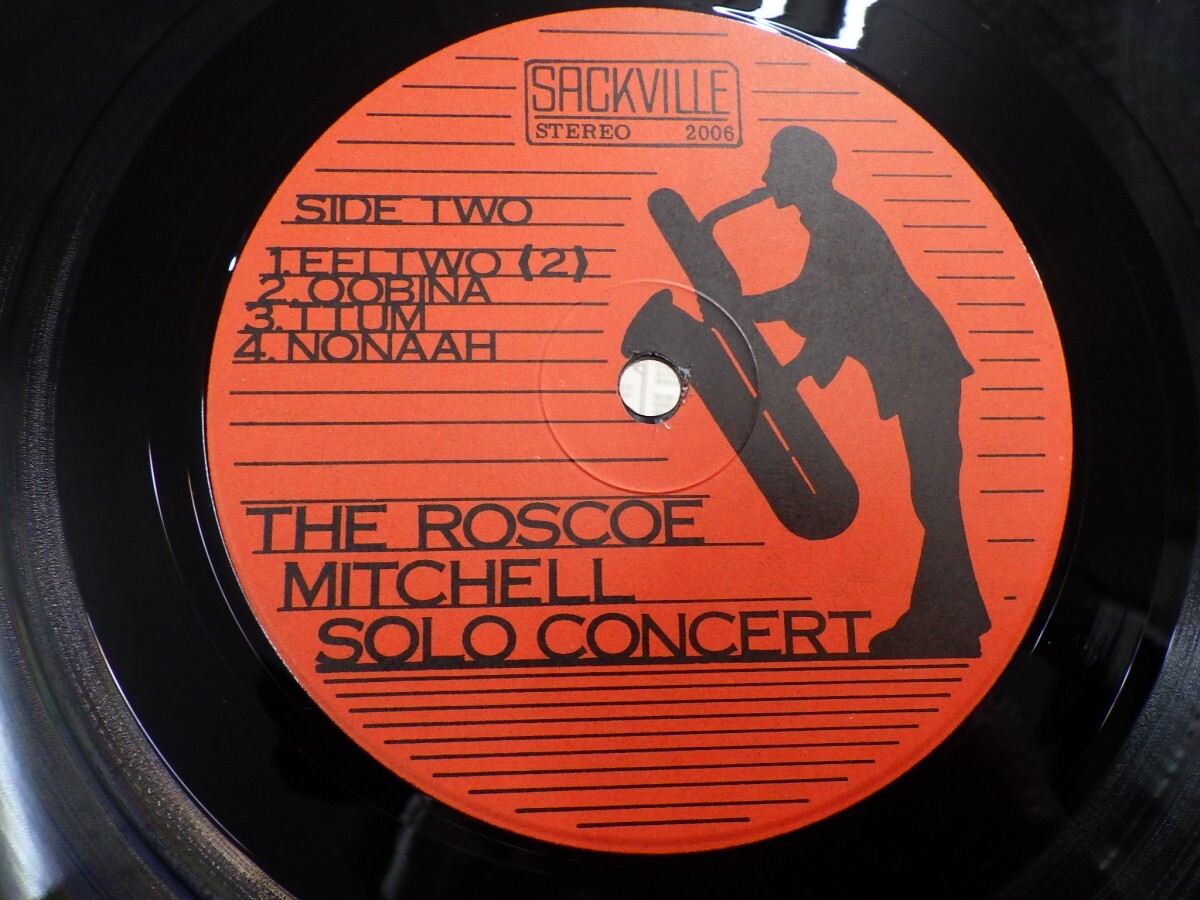 SACKVILLE
STEREO 2006
SIDE TWO
1. EELTWO (2)
2. OOBINA
3. TTUM
4. NONAAH
THE ROSCOE
MITCHELL
SOLO CONCERT